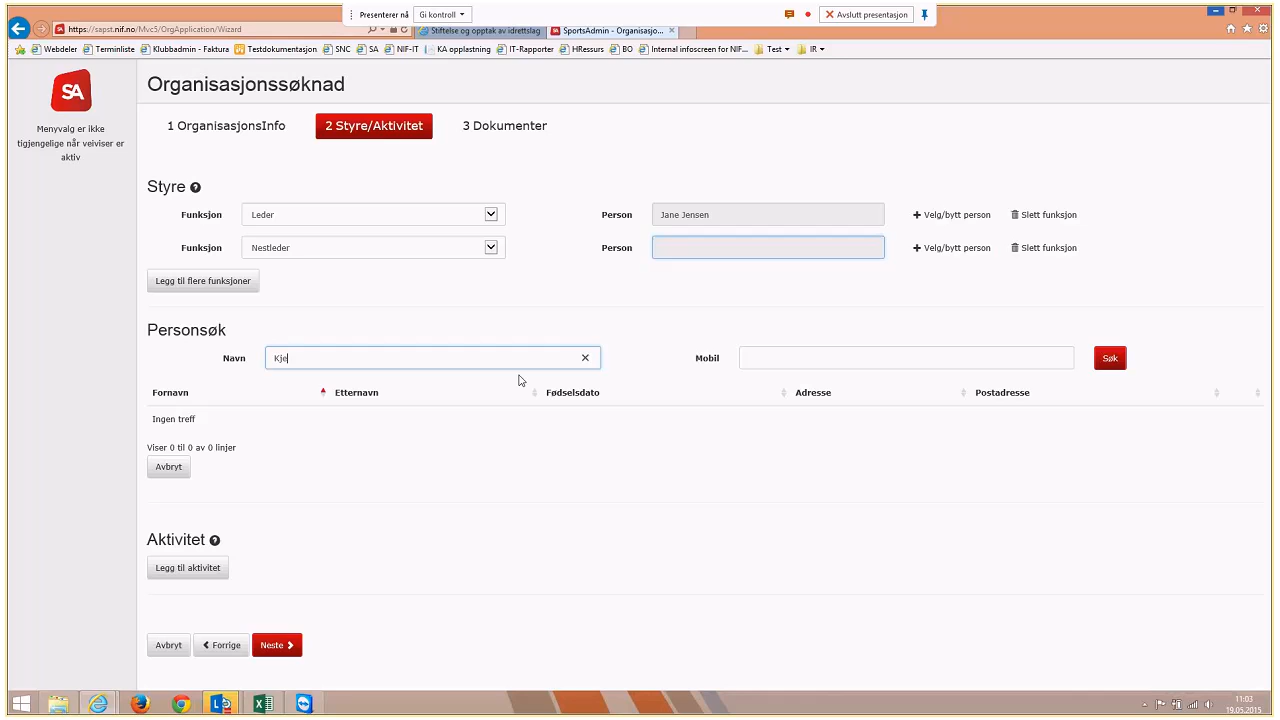 Presenterer nå Gi kontroll Avslutt presentasjon
https://sapst.nif.no/Mvc5/OrgApplication/Wizard Stiftelse og opptak av idrettslag SportsAdmin - Organisasjo...
Webdeler Terminliste Klubbadmin - Faktura Testdokumentasjon SNC SA NIF-IT KA opplastning IT-Rapporter HRessurs BO Internal infoscreen for NIF... Test IR
SA
Menyvalg er ikke
tigjengelige når veiviser er
aktiv
Organisasjonssøknad
1 OrganisasjonsInfo 2 Styre/Aktivitet 3 Dokumenter
Styre
Funksjon Leder Person Jane Jensen Velg/bytt person Slett funksjon
Funksjon Nestleder Person Velg/bytt person Slett funksjon
Legg til flere funksjoner
Personsøk
Navn Kje Mobil Søk
Fornavn Etternavn Fødselsdato Adresse Postadresse
Ingen treff
Viser 0 til 0 av 0 linjer
Avbryt
Aktivitet
Legg til aktivitet
Avbryt Forrige Neste
11:03
19.05.2015